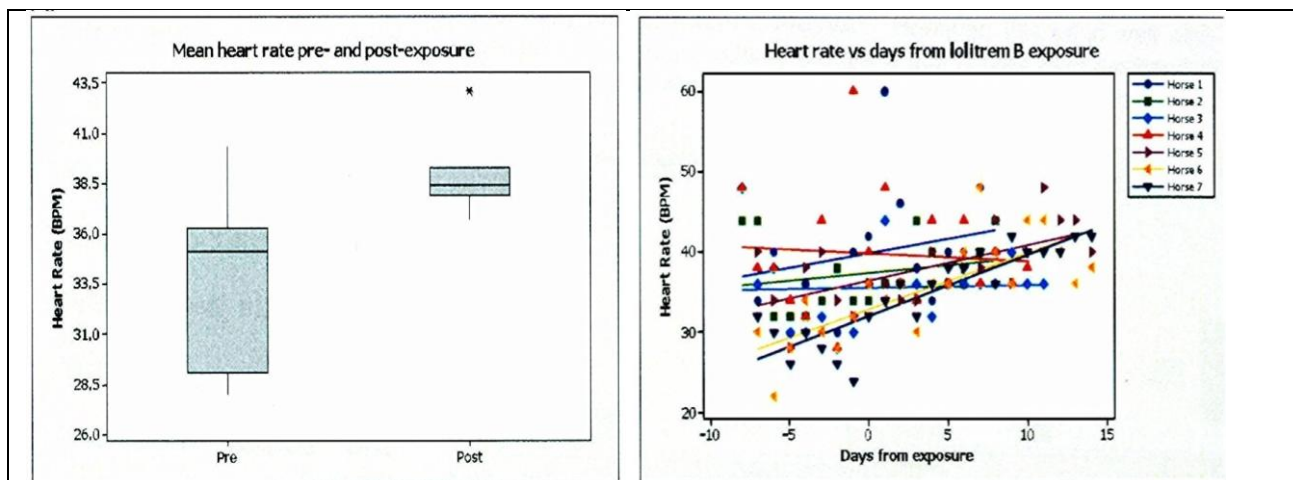 Mean heart rate pre- and post-exposure
Heart Rate (BPM)
43,5
41,0
38,5
36,0
33,5
31,0
28,5
26,0
Pre
Post
Heart rate vs days from lolitrem B exposure
Heart Rate (BPM)
60
50
40
30
20
-10
-5
0
5
10
15
Days from exposure
Horse 1
Horse 2
Horse 3
Horse 4
Horse 5
Horse 6
Horse 7